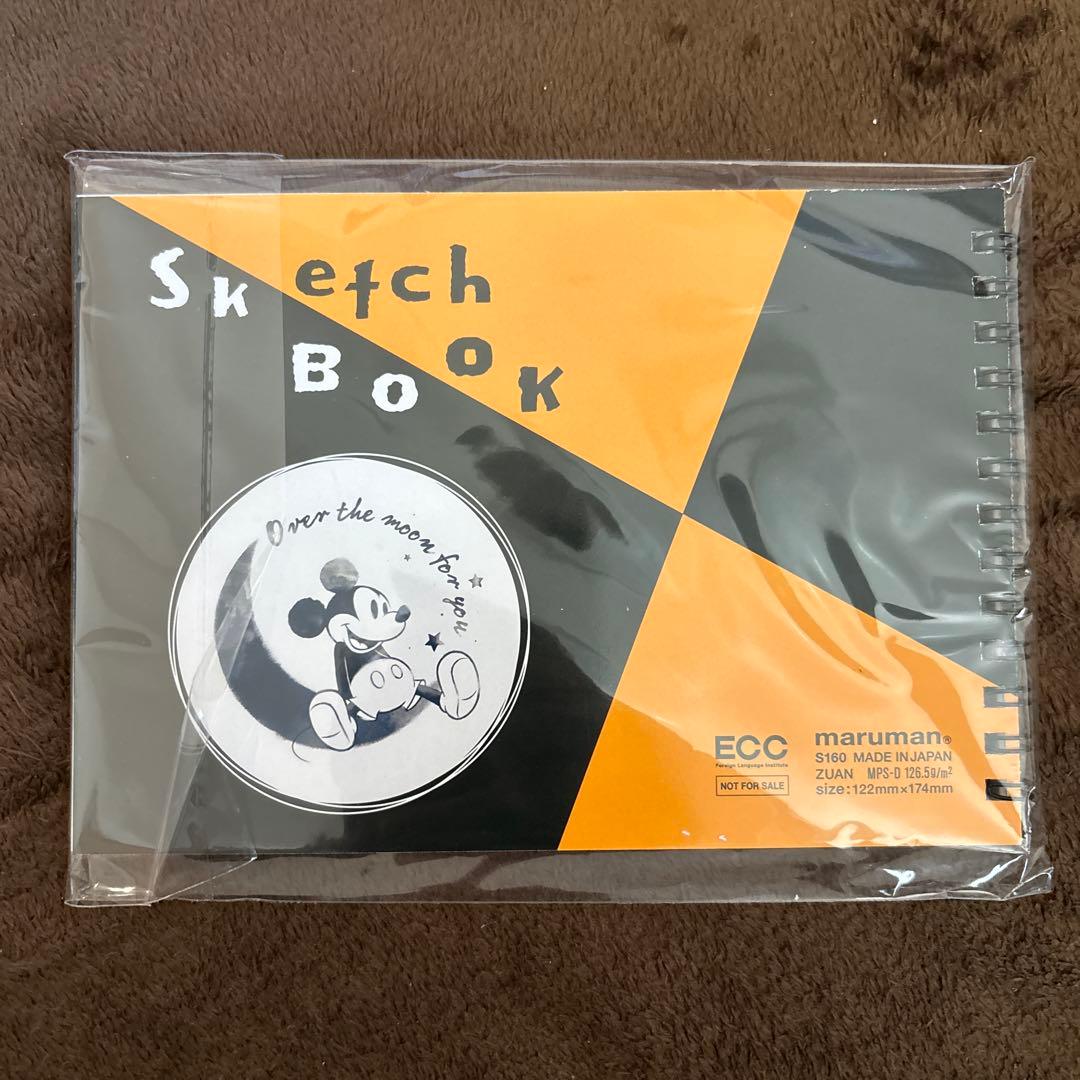 Sketch
BOOK
Over the moon for you
ECC
Foreign Language Institute
NOT FOR SALE
maruman®
S160 MADE IN JAPAN
ZUAN MPS-D 126.5g/m²
size:122mm×174mm